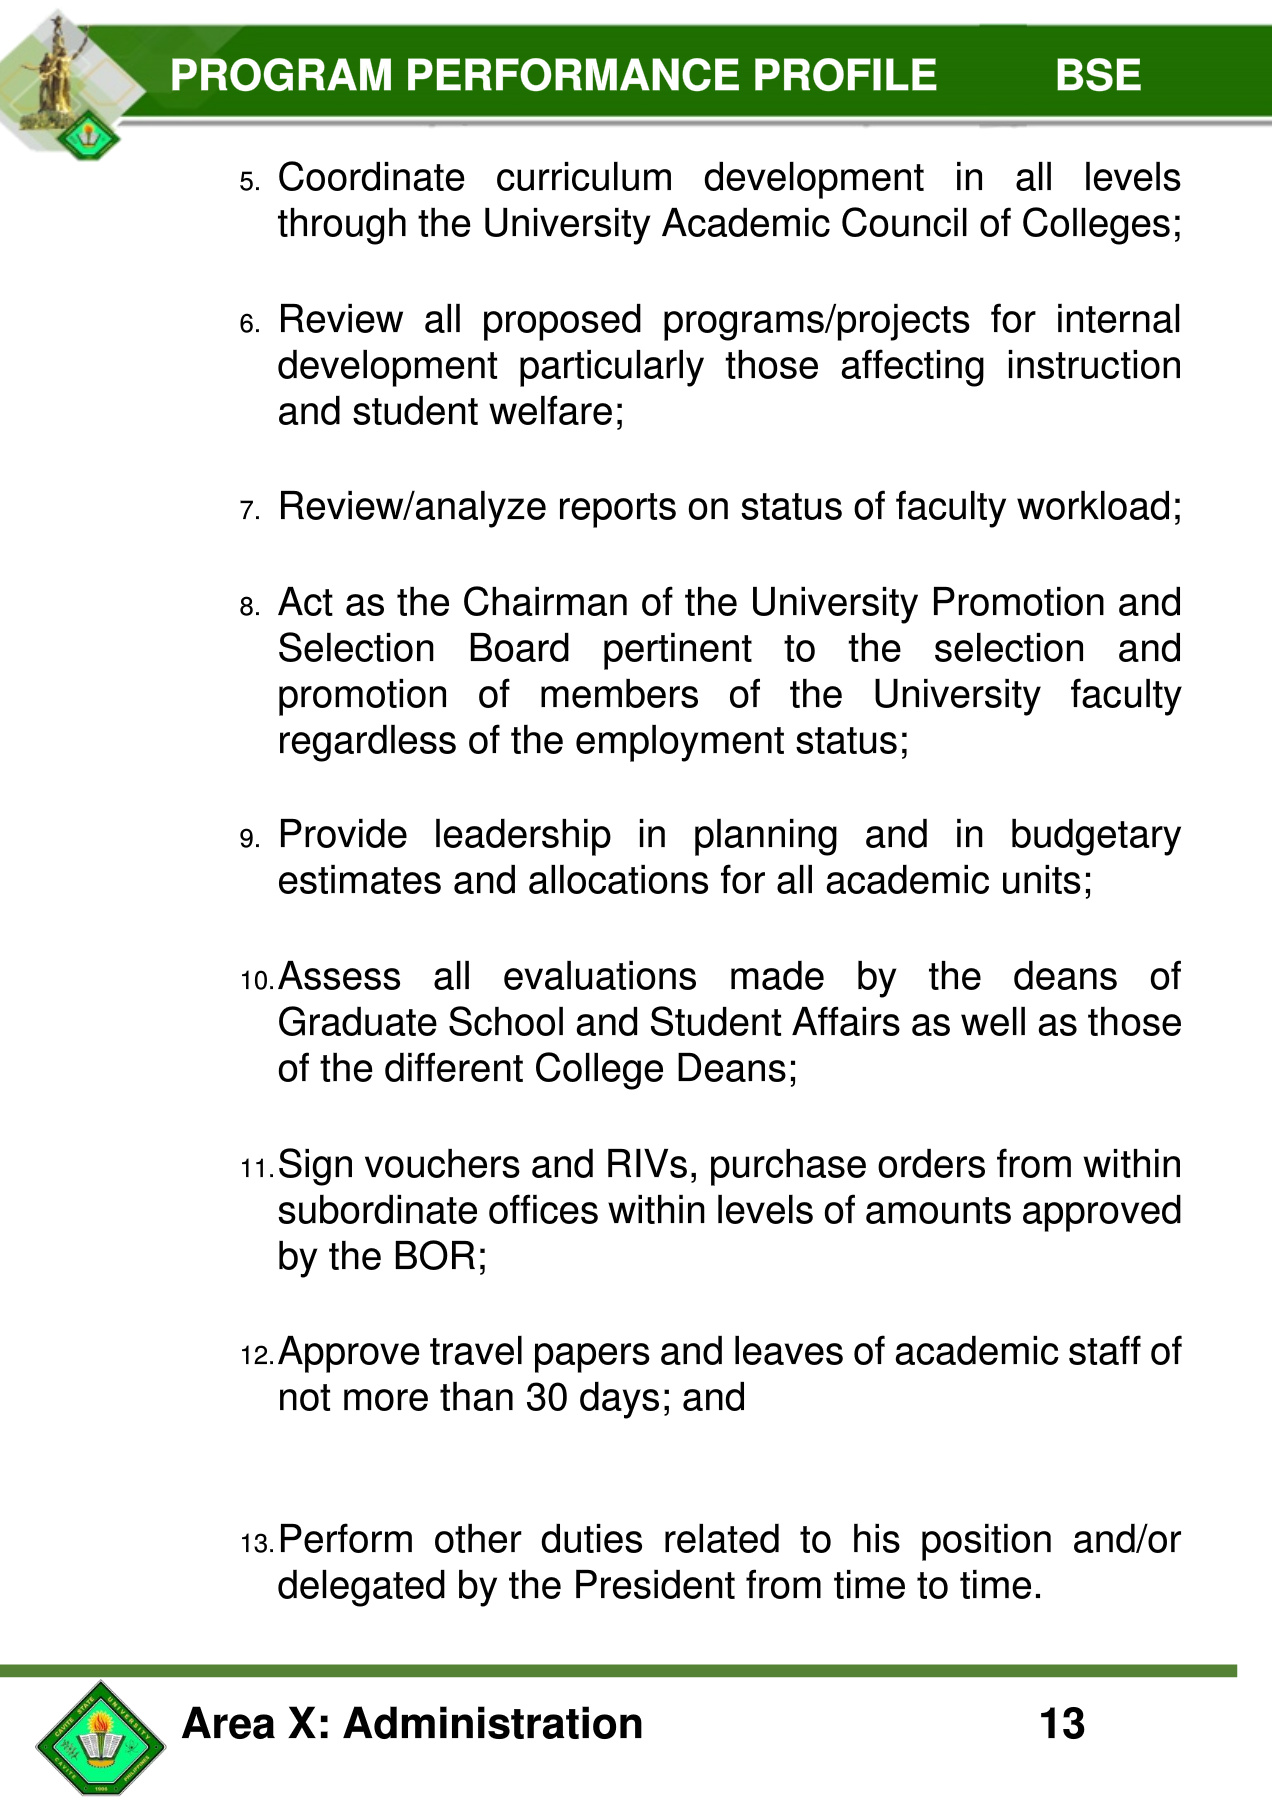 PROGRAM PERFORMANCE PROFILE BSE
5. Coordinate curriculum development in all levels
through the University Academic Council of Colleges;
6. Review all proposed programs/projects for internal
development particularly those affecting instruction
and student welfare;
7. Review/analyze reports on status of faculty workload;
8. Act as the Chairman of the University Promotion and
Selection Board pertinent to the selection and
promotion of members of the University faculty
regardless of the employment status;
9. Provide leadership in planning and in budgetary
estimates and allocations for all academic units;
10. Assess all evaluations made by the deans of
Graduate School and Student Affairs as well as those
of the different College Deans;
11. Sign vouchers and RIVs, purchase orders from within
subordinate offices within levels of amounts approved
by the BOR;
12. Approve travel papers and leaves of academic staff of
not more than 30 days; and
13. Perform other duties related to his position and/or
delegated by the President from time to time.
CAVITE STATE UNIVERSITY
CAVITE PHILIPPINES
1906
Area X: Administration 13